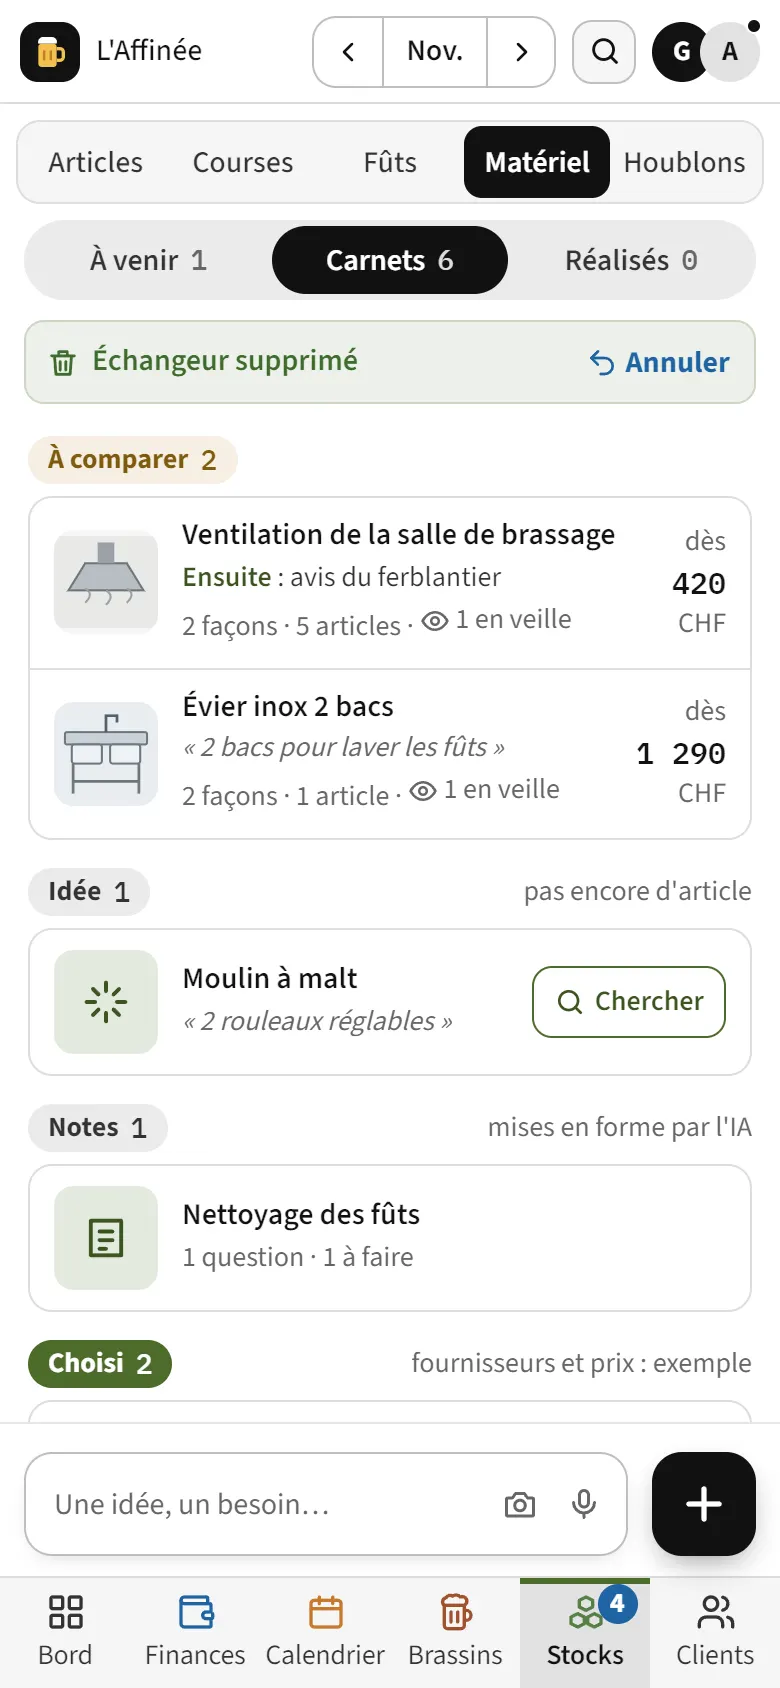 L'Affinée
Nov.
G
A
Articles Courses Fûts Matériel Houblons
À venir 1 Carnets 6 Réalisés 0
Échangeur supprimé Annuler
À comparer 2
Ventilation de la salle de brassage
Ensuite : avis du ferblantier
2 façons · 5 articles · 1 en veille
dès
420
CHF
Évier inox 2 bacs
« 2 bacs pour laver les fûts »
2 façons · 1 article · 1 en veille
dès
1 290
CHF
Idée 1 pas encore d'article
Moulin à malt
« 2 rouleaux réglables »
Chercher
Notes 1 mises en forme par l'IA
Nettoyage des fûts
1 question · 1 à faire
Choisi 2 fournisseurs et prix : exemple
Une idée, un besoin…
4
Bord Finances Calendrier Brassins Stocks Clients